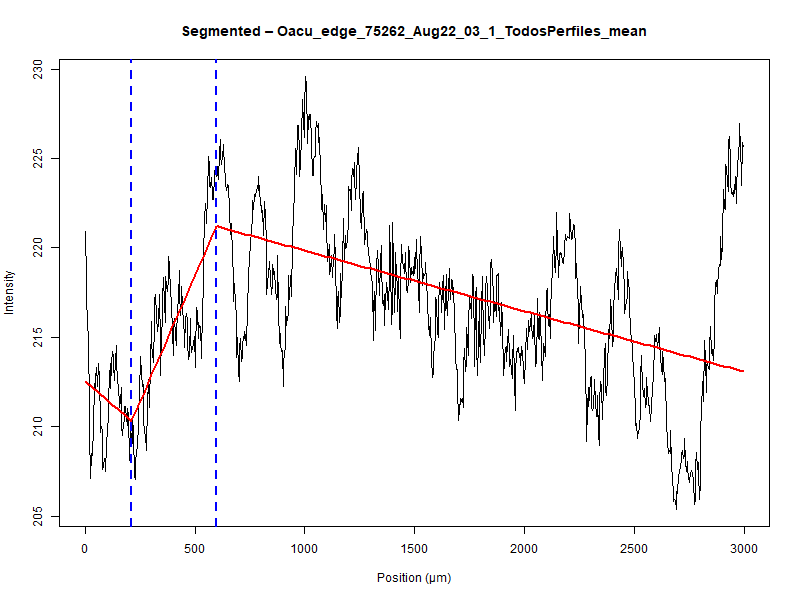 Segmented – Oacu_edge_75262_Aug22_03_1_TodosPerfiles_mean
230
225
220
215
210
205
Intensity
0 500 1000 1500 2000 2500 3000
Position (µm)